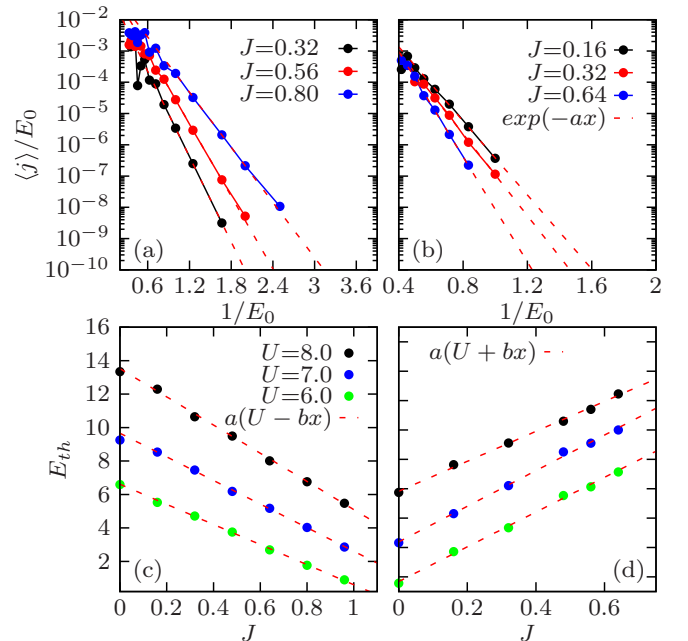 10⁻²
10⁻³
10⁻⁴
10⁻⁵
10⁻⁶
10⁻⁷
10⁻⁸
10⁻⁹
10⁻¹⁰
⟨j⟩/E₀
J=0.32
J=0.56
J=0.80
(a)
0.6 1.2 1.8 2.4 3 3.6
1/E₀
J=0.16
J=0.32
J=0.64
exp(−ax)
(b)
0.4 0.8 1.2 1.6 2
1/E₀
16
14
12
10
8
6
4
2
E_th
U=8.0
U=7.0
U=6.0
a(U − bx)
(c)
0 0.2 0.4 0.6 0.8 1
J
a(U + bx)
(d)
0 0.2 0.4 0.6
J